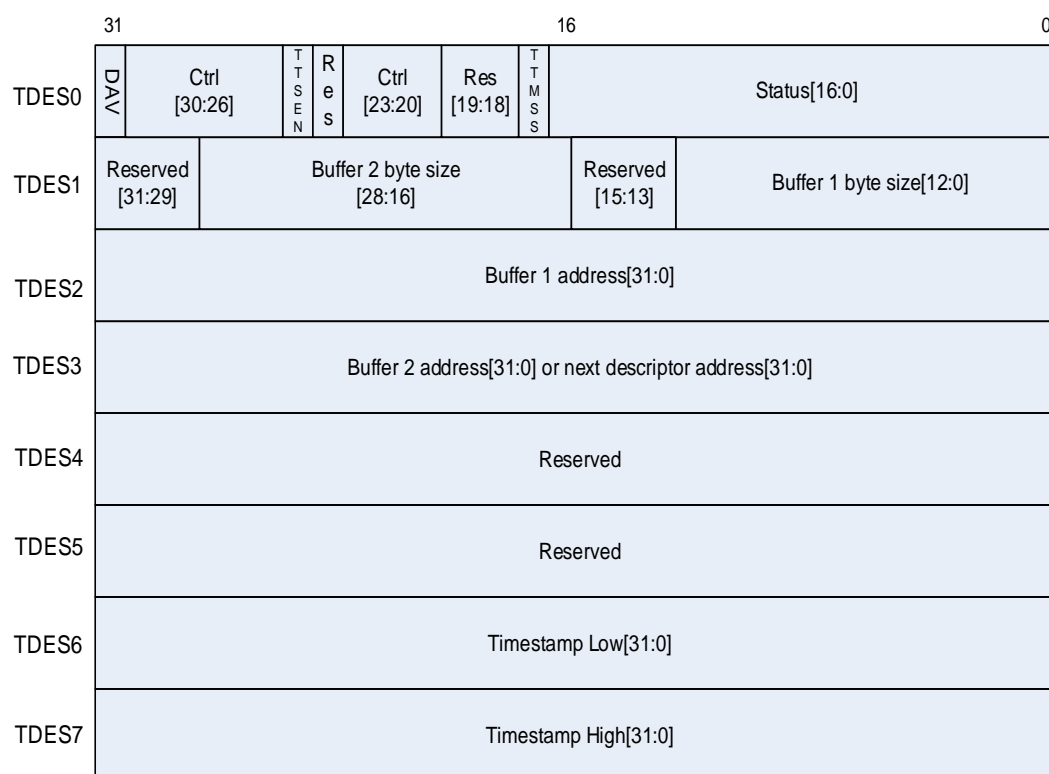 31 16 0
TDES0 DAV Ctrl [30:26] TTSEN Res Ctrl [23:20] Res [19:18] TTMSS Status[16:0]
TDES1 Reserved [31:29] Buffer 2 byte size [28:16] Reserved [15:13] Buffer 1 byte size[12:0]
TDES2 Buffer 1 address[31:0]
TDES3 Buffer 2 address[31:0] or next descriptor address[31:0]
TDES4 Reserved
TDES5 Reserved
TDES6 Timestamp Low[31:0]
TDES7 Timestamp High[31:0]